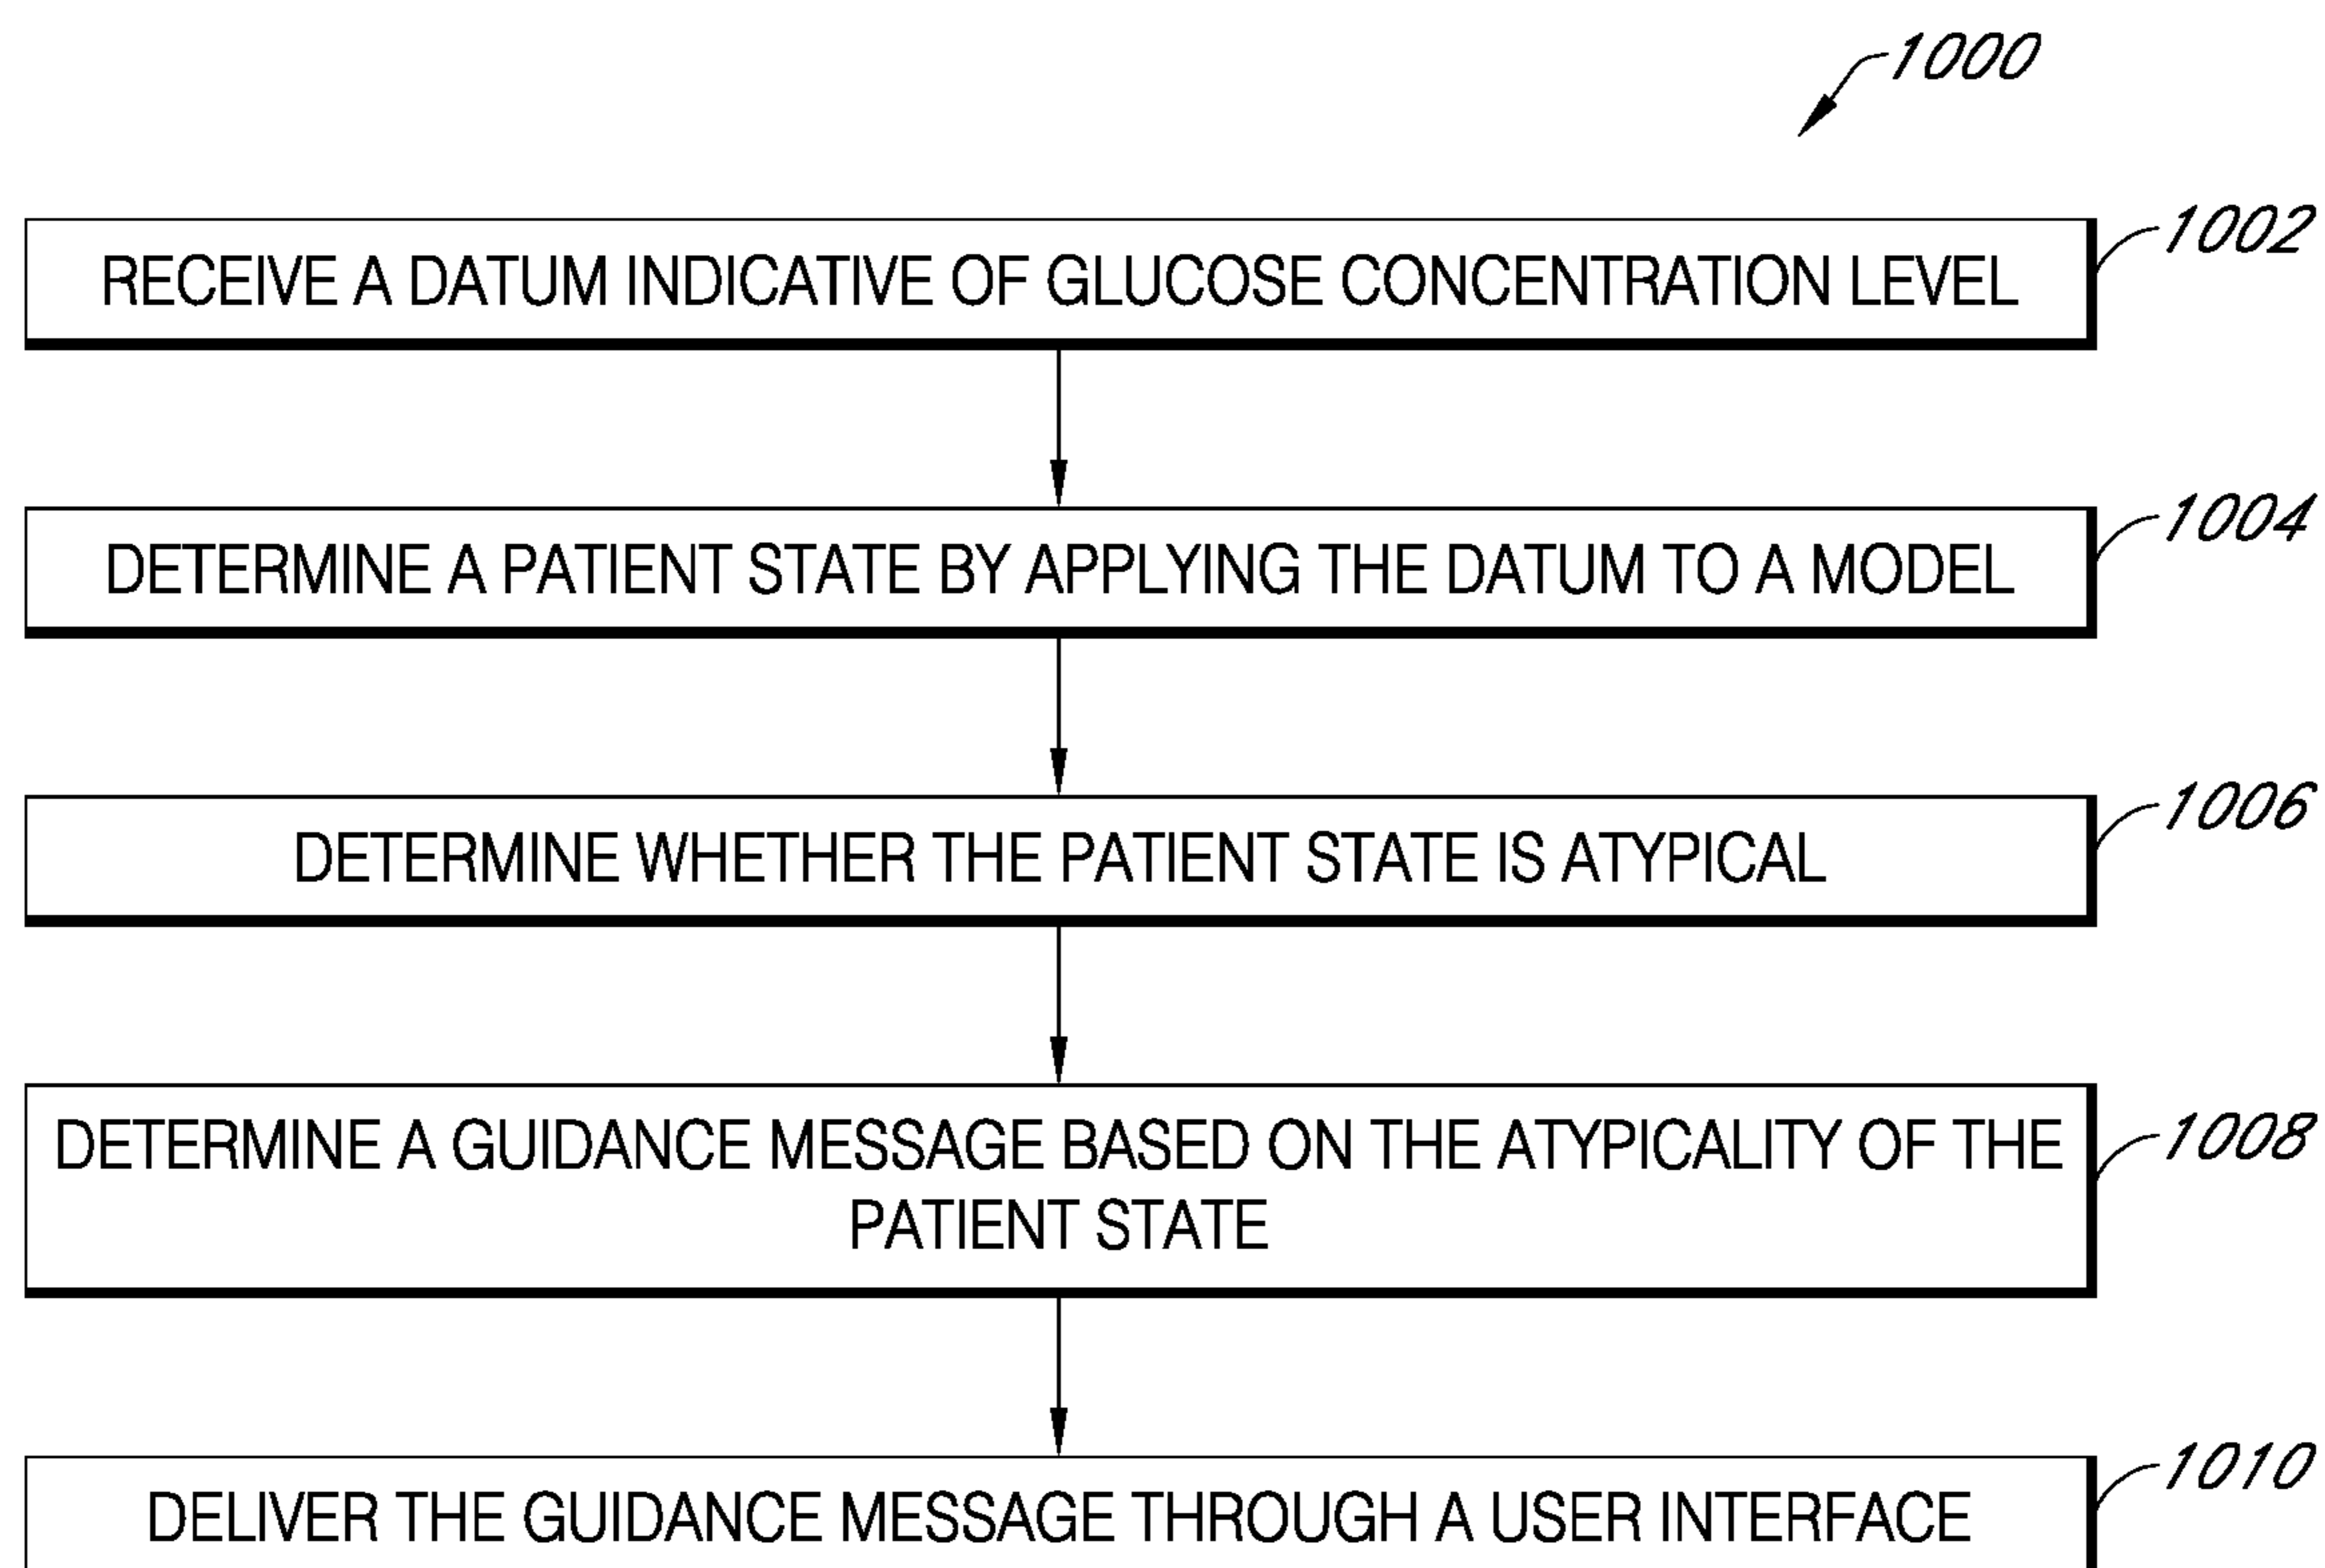 1000
RECEIVE A DATUM INDICATIVE OF GLUCOSE CONCENTRATION LEVEL
1002
DETERMINE A PATIENT STATE BY APPLYING THE DATUM TO A MODEL
1004
DETERMINE WHETHER THE PATIENT STATE IS ATYPICAL
1006
DETERMINE A GUIDANCE MESSAGE BASED ON THE ATYPICALITY OF THE
PATIENT STATE
1008
DELIVER THE GUIDANCE MESSAGE THROUGH A USER INTERFACE
1010